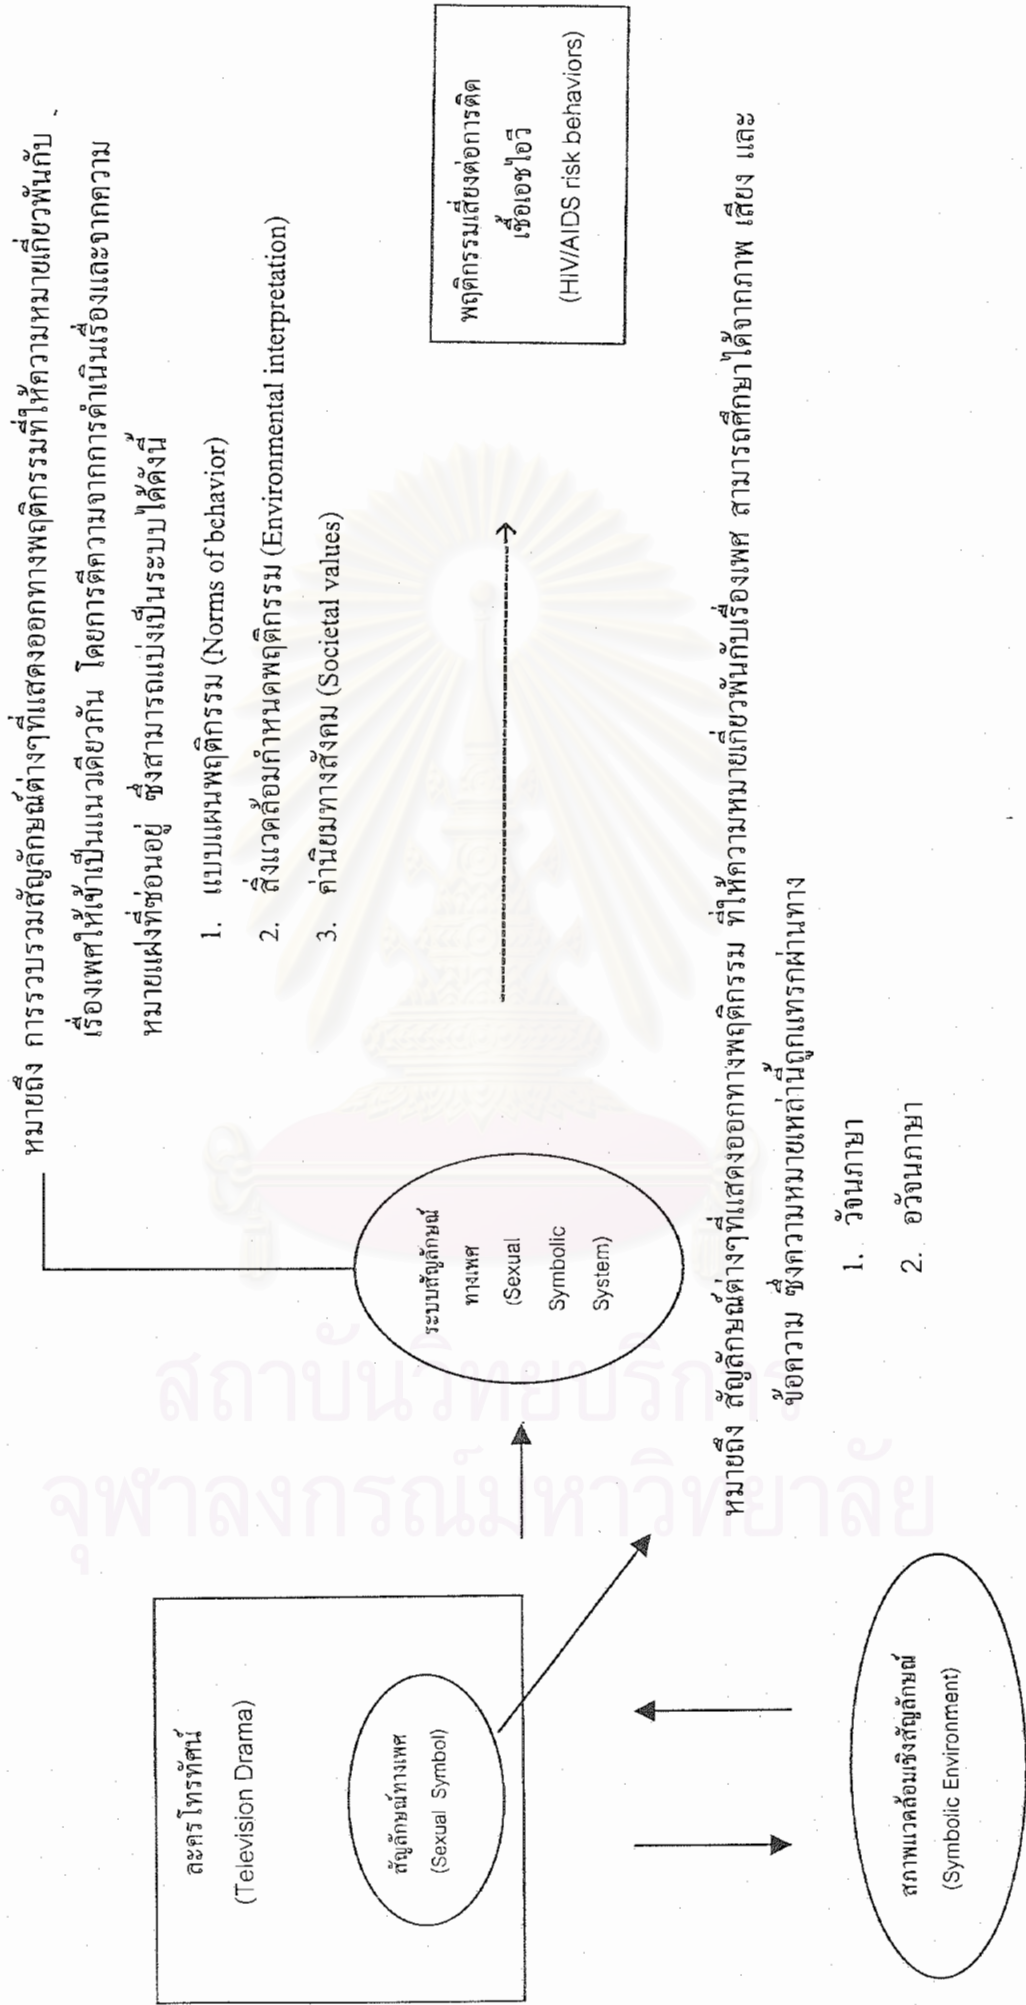 หมายถึง การรวบรวมสัญลักษณ์ต่างๆที่แสดงออกทางพฤติกรรมที่ให้ความหมายเกี่ยวพันกับ
เรื่องเพศให้เข้าเป็นแนวเดียวกัน โดยการตีความจากการดำเนินเรื่องและจากความ
หมายแฝงที่ซ่อนอยู่ ซึ่งสามารถแบ่งเป็นระบบได้ดังนี้
1. แบบแผนพฤติกรรม (Norms of behavior)
2. สิ่งแวดล้อมกำหนดพฤติกรรม (Environmental interpretation)
3. ค่านิยมทางสังคม (Societal values)
ละครโทรทัศน์
(Television Drama)
สัญลักษณ์ทางเพศ
(Sexual Symbol)
ระบบสัญลักษณ์
ทางเพศ
(Sexual
Symbolic
System)
พฤติกรรมเสี่ยงต่อการติด
เชื้อเอชไอวี
(HIV/AIDS risk behaviors)
หมายถึง สัญลักษณ์ต่างๆที่แสดงออกทางพฤติกรรม ที่ให้ความหมายเกี่ยวพันกับเรื่องเพศ สามารถศึกษาได้จากภาพ เสียง และ
ข้อความ ซึ่งความหมายเหล่านี้ถูกแทรกผ่านทาง
1. วัจนภาษา
2. อวัจนภาษา
สภาพแวดล้อมเชิงสัญลักษณ์
(Symbolic Environment)
สถาบันวิทยบริการ
จุฬาลงกรณ์มหาวิทยาลัย